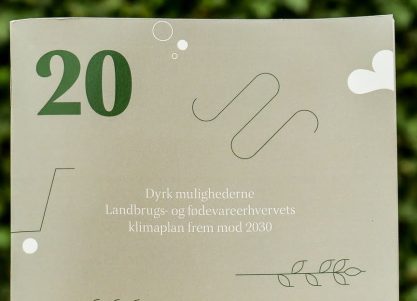 20
Dyrk mulighederne
Landbrugs- og fødevareerhvervets
klimaplan frem mod 2030